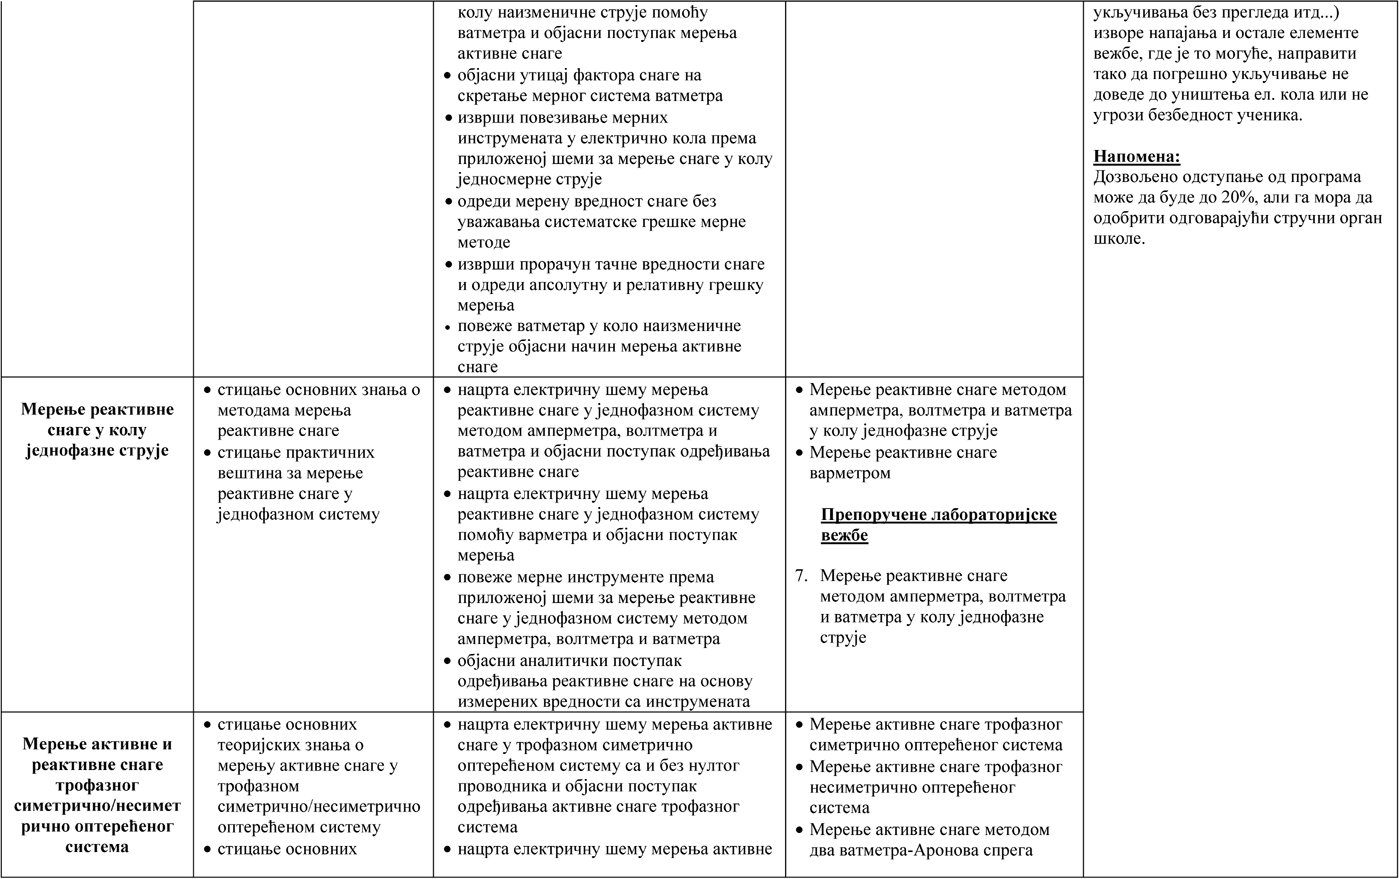 колу наизменичне струје помоћу
ватметра и објасни поступак мерења
активне снаге
• објасни утицај фактора снаге на
скретање мерног система ватметра
• изврши повезивање мерних
инструмената у електрично кола према
приложеној шеми за мерење снаге у колу
једносмерне струје
• одреди мерену вредност снаге без
уважавања систематске грешке мерне
методе
• изврши прорачун тачне вредности снаге
и одреди апсолутну и релативну грешку
мерења
• повеже ватметар у коло наизменичне
струје објасни начин мерења активне
снаге
укључивања без прегледа итд...)
изворе напајања и остале елементе
вежбе, где је то могуће, направити
тако да погрешно укључивање не
доведе до уништења ел. кола или не
угрози безбедност ученика.
Напомена:
Дозвољено одступање од програма
може да буде до 20%, али га мора да
одобрити одговарајући стручни орган
школе.
Мерење реактивне
снаге у колу
једнофазне струје
• стицање основних знања о
методама мерења
реактивне снаге
• стицање практичних
вештина за мерење
реактивне снаге у
једнофазном систему
• нацрта електричну шему мерења
реактивне снаге у једнофазном систему
методом амперметра, волтметра и
ватметра и објасни поступак одређивања
реактивне снаге
• нацрта електричну шему мерења
реактивне снаге у једнофазном систему
помоћу варметра и објасни поступак
мерења
• повеже мерне инструменте према
приложеној шеми за мерење реактивне
снаге у једнофазном систему методом
амперметра, волтметра и ватметра
• објасни аналитички поступак
одређивања реактивне снаге на основу
измерених вредности са инструмената
• Мерење реактивне снаге методом
амперметра, волтметра и ватметра
у колу једнофазне струје
• Мерење реактивне снаге
варметром
Препоручене лабораторијске
вежбе
7. Мерење реактивне снаге
методом амперметра, волтметра
и ватметра у колу једнофазне
струје
Мерење активне и
реактивне снаге
трофазног
симетрично/несимет
рично оптерећеног
система
• стицање основних
теоријских знања о
мерењу активне снаге у
трофазном
симетрично/несиметрично
оптерећеном систему
• стицање основних
• нацрта електричну шему мерења активне
снаге у трофазном симетрично
оптерећеном систему са и без нултог
проводника и објасни поступак
одређивања активне снаге трофазног
система
• нацрта електричну шему мерења активне
• Мерење активне снаге трофазног
симетрично оптерећеног система
• Мерење активне снаге трофазног
несиметрично оптерећеног
система
• Мерење активне снаге методом
два ватметра-Аронова спрега